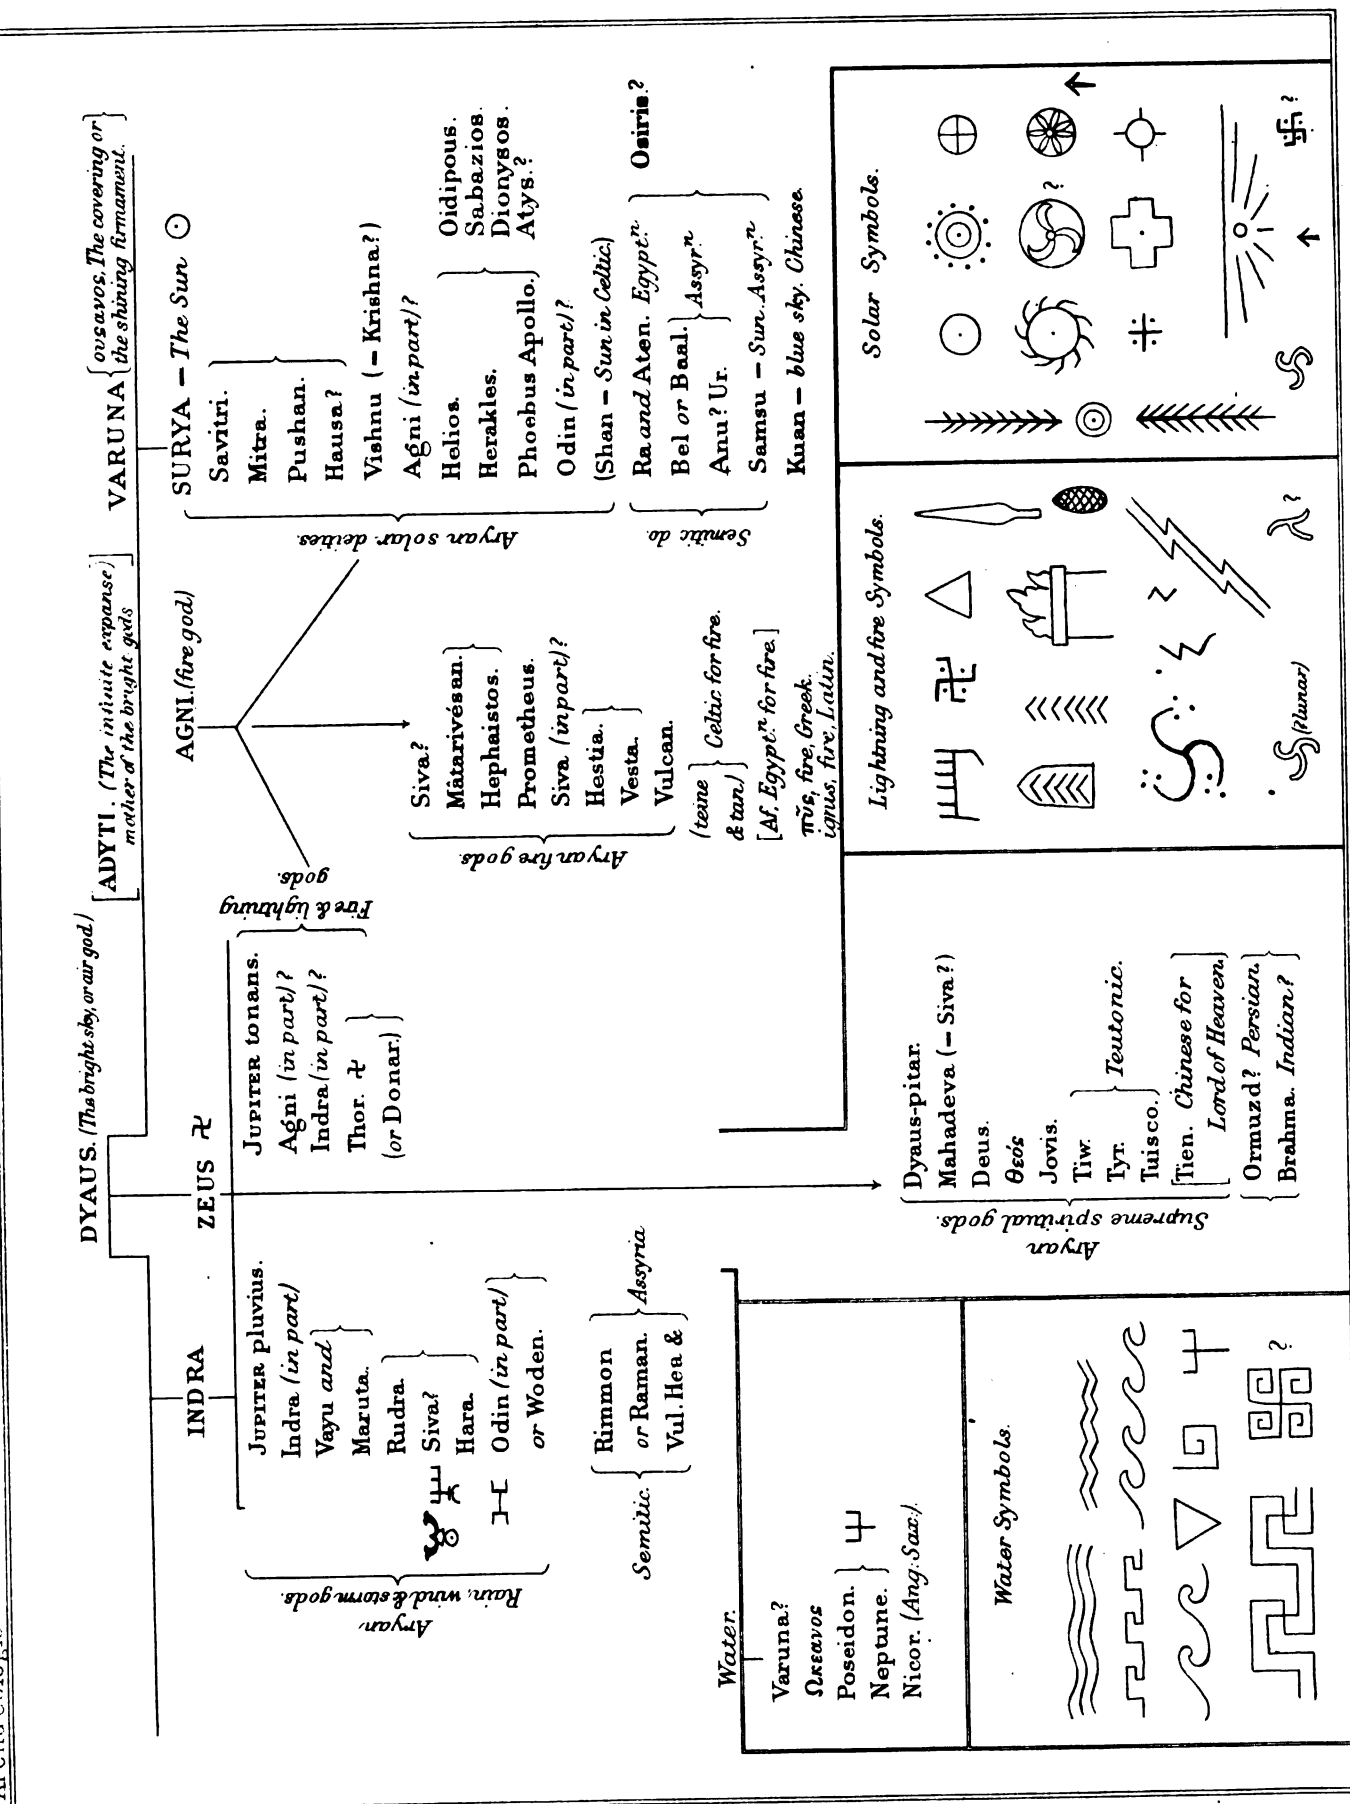 DYAUS. (The bright sky, or air god)
[ADYTI. (The infinite expanse)
mother of the bright gods]
VARUNA {ουσανος. The covering or
the shining firmament.}
INDRA
ZEUS 卍
AGNI. (fire god)
SURYA – The Sun ☉
Aryan
Rain, wind & storm gods.
JUPITER pluvius.
Indra (in part)
Vayu and
Maruta.
Rudra.
Siva?
Hara.
Odin (in part)
or Woden.
Semitic.
Rimmon
or Raman.
Vul. Hea &
Assyria
JUPITER tonans.
Agni (in part)?
Indra (in part)?
Thor. 卍
(or Donar.)
Fire & lightning
gods.
Aryan fire gods.
Siva?
Mâtarivésan.
Hephaistos.
Prometheus.
Siva (in part)?
Hestia.
Vesta.
Vulcan.
(teine
& tan)
Celtic for fire.
[Af, Egyptⁿ. for fire.]
πῦς, fire, Greek.
ignus, fire, Latin.
Aryan solar deities.
Savitri.
Mitra.
Pushan.
Hausa?
Vishnu (– Krishna?)
Agni (in part)?
Helios.
Herakles.
Phoebus Apollo.
Oidipous.
Sabazios.
Dionysos.
Atys.?
Odin (in part)?
(Shan – Sun in Celtic.)
Semitic do.
Ra and Aten. Egyptⁿ.
Bel or Baal.
Anu? Ur.
Assyrⁿ.
Samsu – Sun. Assyrⁿ.
Osiris.?
Kuan – blue sky. Chinese.
Aryan
Supreme spiritual gods.
Dyaus-pitar.
Mahadeva (– Siva?)
Deus.
θεός
Jovis.
Tiw.
Tyr.
Tuisco.
Teutonic.
[Tien. Chinese for
Lord of Heaven.]
Ormuzd? Persian.
Brahma. Indian?
Water.
Varuna?
Ωκεανος
Poseidon.
Neptune.
Nicor. (Ang: Sax:).
Water Symbols.
?
Lightning and fire Symbols.
(lunar)
?
Solar Symbols.
?
?